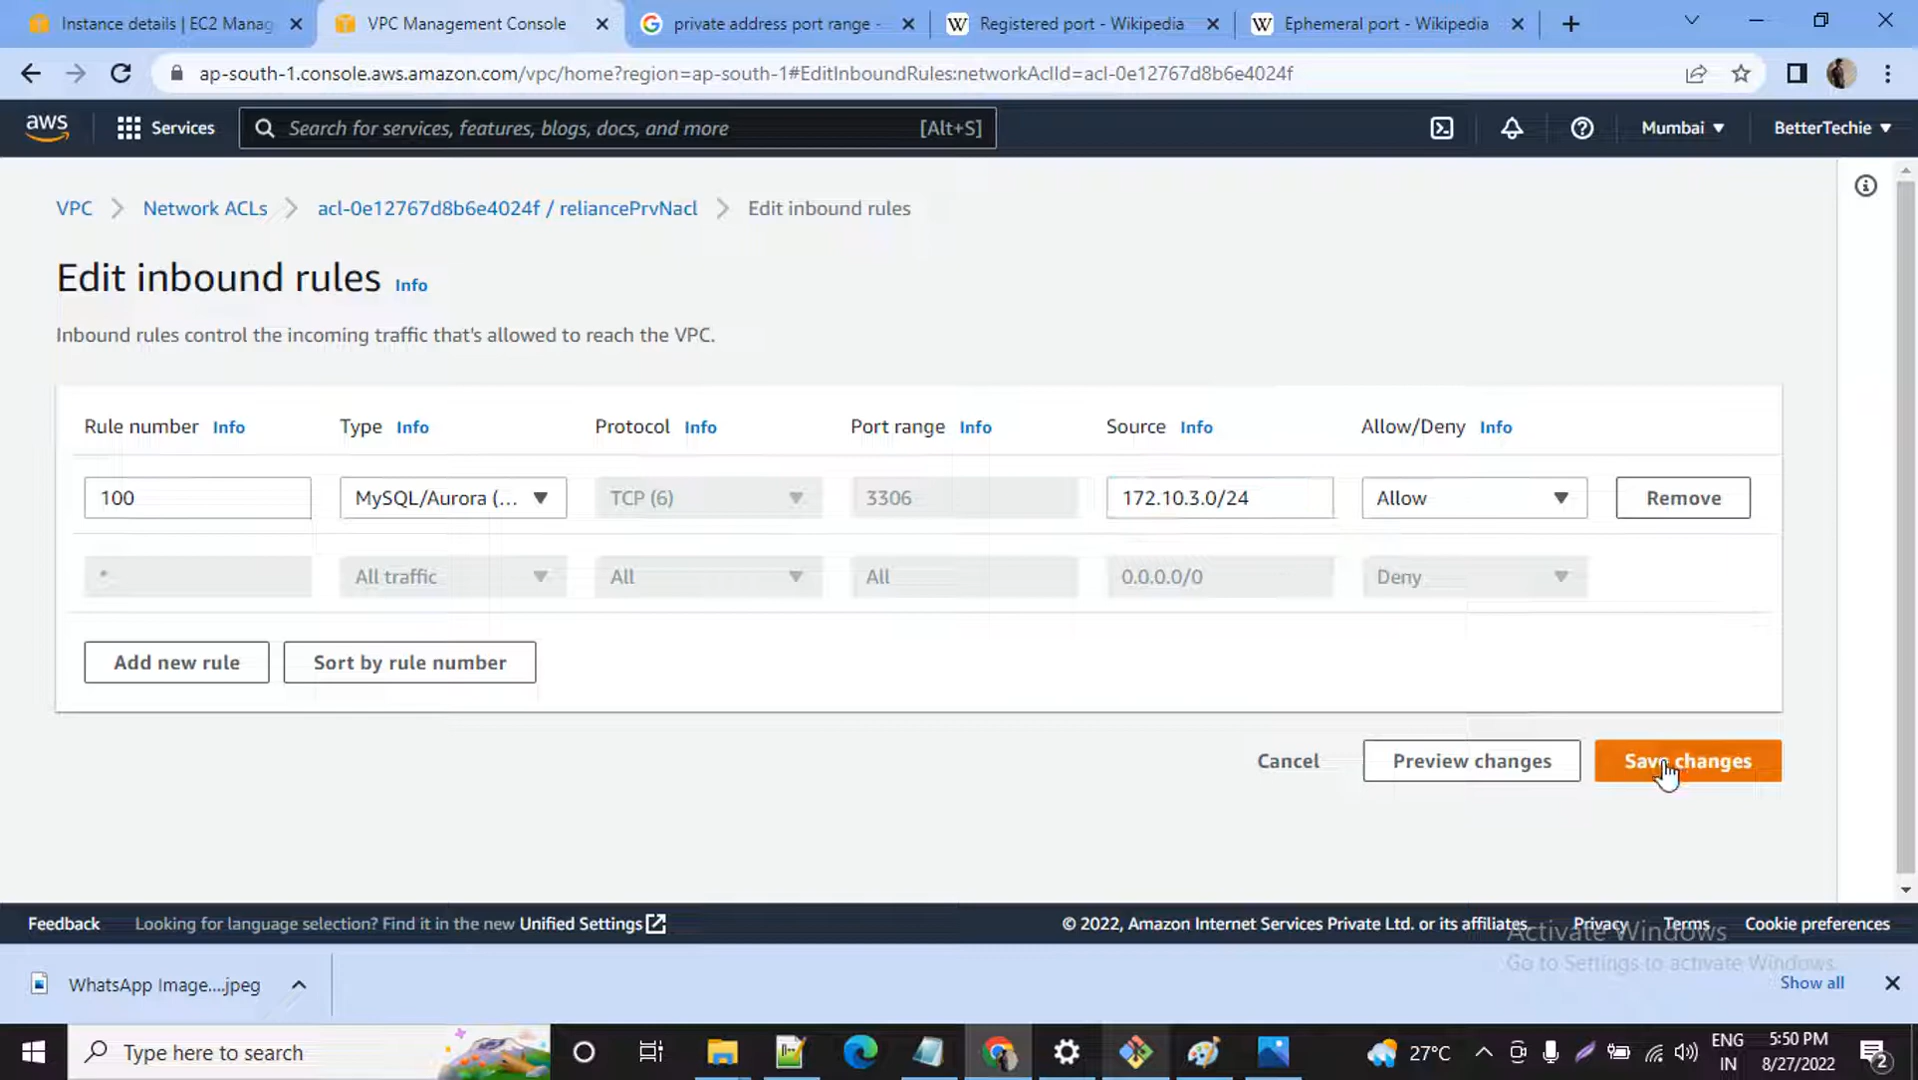 Instance details | EC2 Manag
VPC Management Console
private address port range -
Registered port - Wikipedia
Ephemeral port - Wikipedia
ap-south-1.console.aws.amazon.com/vpc/home?region=ap-south-1#EditInboundRules:networkAclId=acl-0e12767d8b6e4024f
aws Services Search for services, features, blogs, docs, and more [Alt+S] Mumbai BetterTechie
VPC Network ACLs acl-0e12767d8b6e4024f / reliancePrvNacl Edit inbound rules
Edit inbound rules Info
Inbound rules control the incoming traffic that's allowed to reach the VPC.
Rule number Info Type Info Protocol Info Port range Info Source Info Allow/Deny Info
100 MySQL/Aurora (... TCP (6) 3306 172.10.3.0/24 Allow Remove
* All traffic All All 0.0.0.0/0 Deny
Add new rule Sort by rule number
Cancel Preview changes Save changes
Feedback Looking for language selection? Find it in the new Unified Settings © 2022, Amazon Internet Services Private Ltd. or its affiliates. Privacy Terms Cookie preferences
Activate Windows
Go to Settings to activate Windows.
WhatsApp Image....jpeg Show all
Type here to search 27°C ENG 5:50 PM
IN 8/27/2022 2